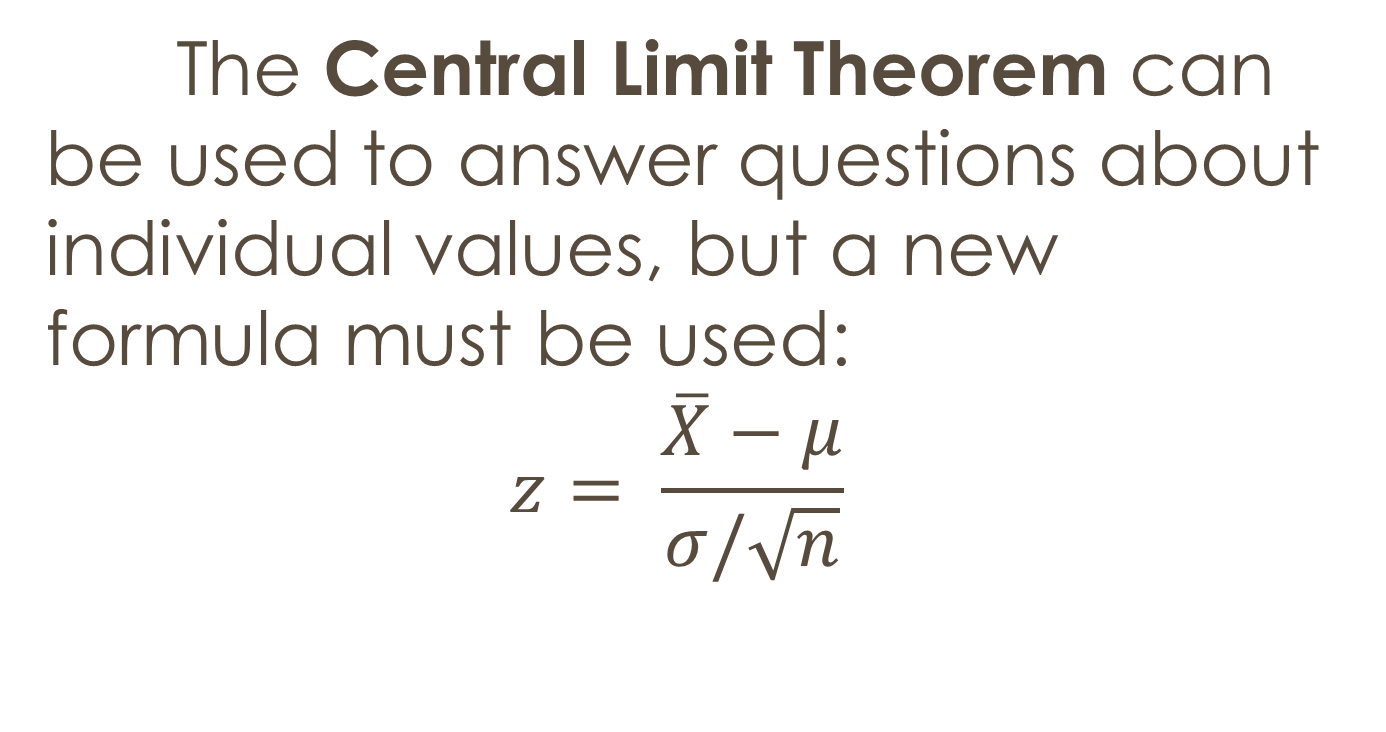 The Central Limit Theorem can
be used to answer questions about
individual values, but a new
formula must be used:
z = (X̄ − μ) / (σ/√n)